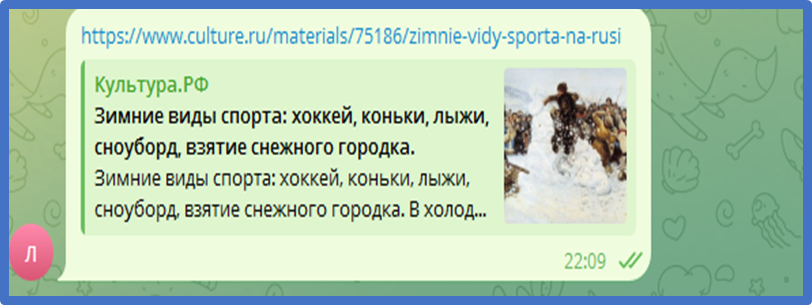 https://www.culture.ru/materials/75186/zimnie-vidy-sporta-na-rusi
Культура.РФ
Зимние виды спорта: хоккей, коньки, лыжи,
сноуборд, взятие снежного городка.
Зимние виды спорта: хоккей, коньки, лыжи,
сноуборд, взятие снежного городка. В холод...
Л
22:09